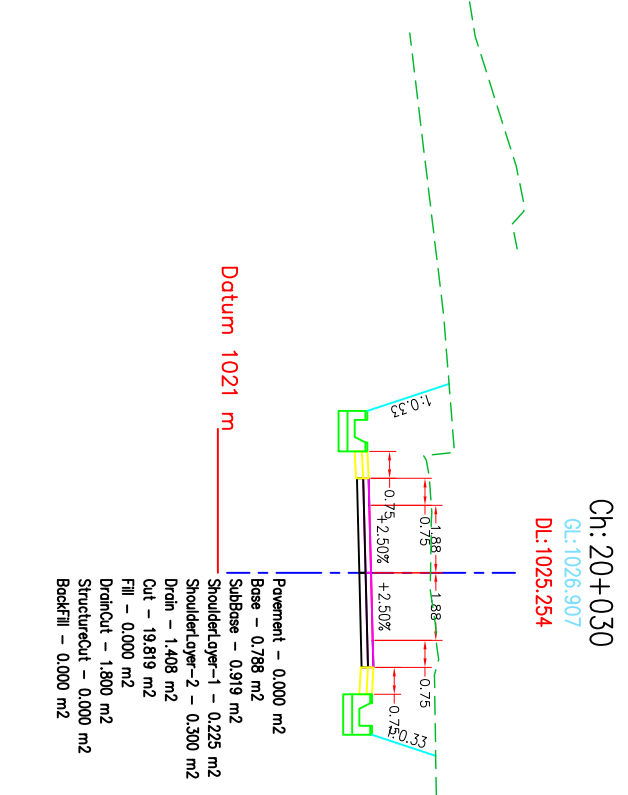 Ch: 20+030
GL:1026.907
DL:1025.254
1:0.33
0.75
0.75
1.88
1.88
0.75
0.75
1:0.33
+2.50%
+2.50%
Datum 1021 m
Pavement - 0.000 m2
Base - 0.788 m2
SubBase - 0.919 m2
ShoulderLayer-1 - 0.225 m2
ShoulderLayer-2 - 0.300 m2
Drain - 1.408 m2
Cut - 19.819 m2
Fill - 0.000 m2
DrainCut - 1.800 m2
StructureCut - 0.000 m2
BackFill - 0.000 m2